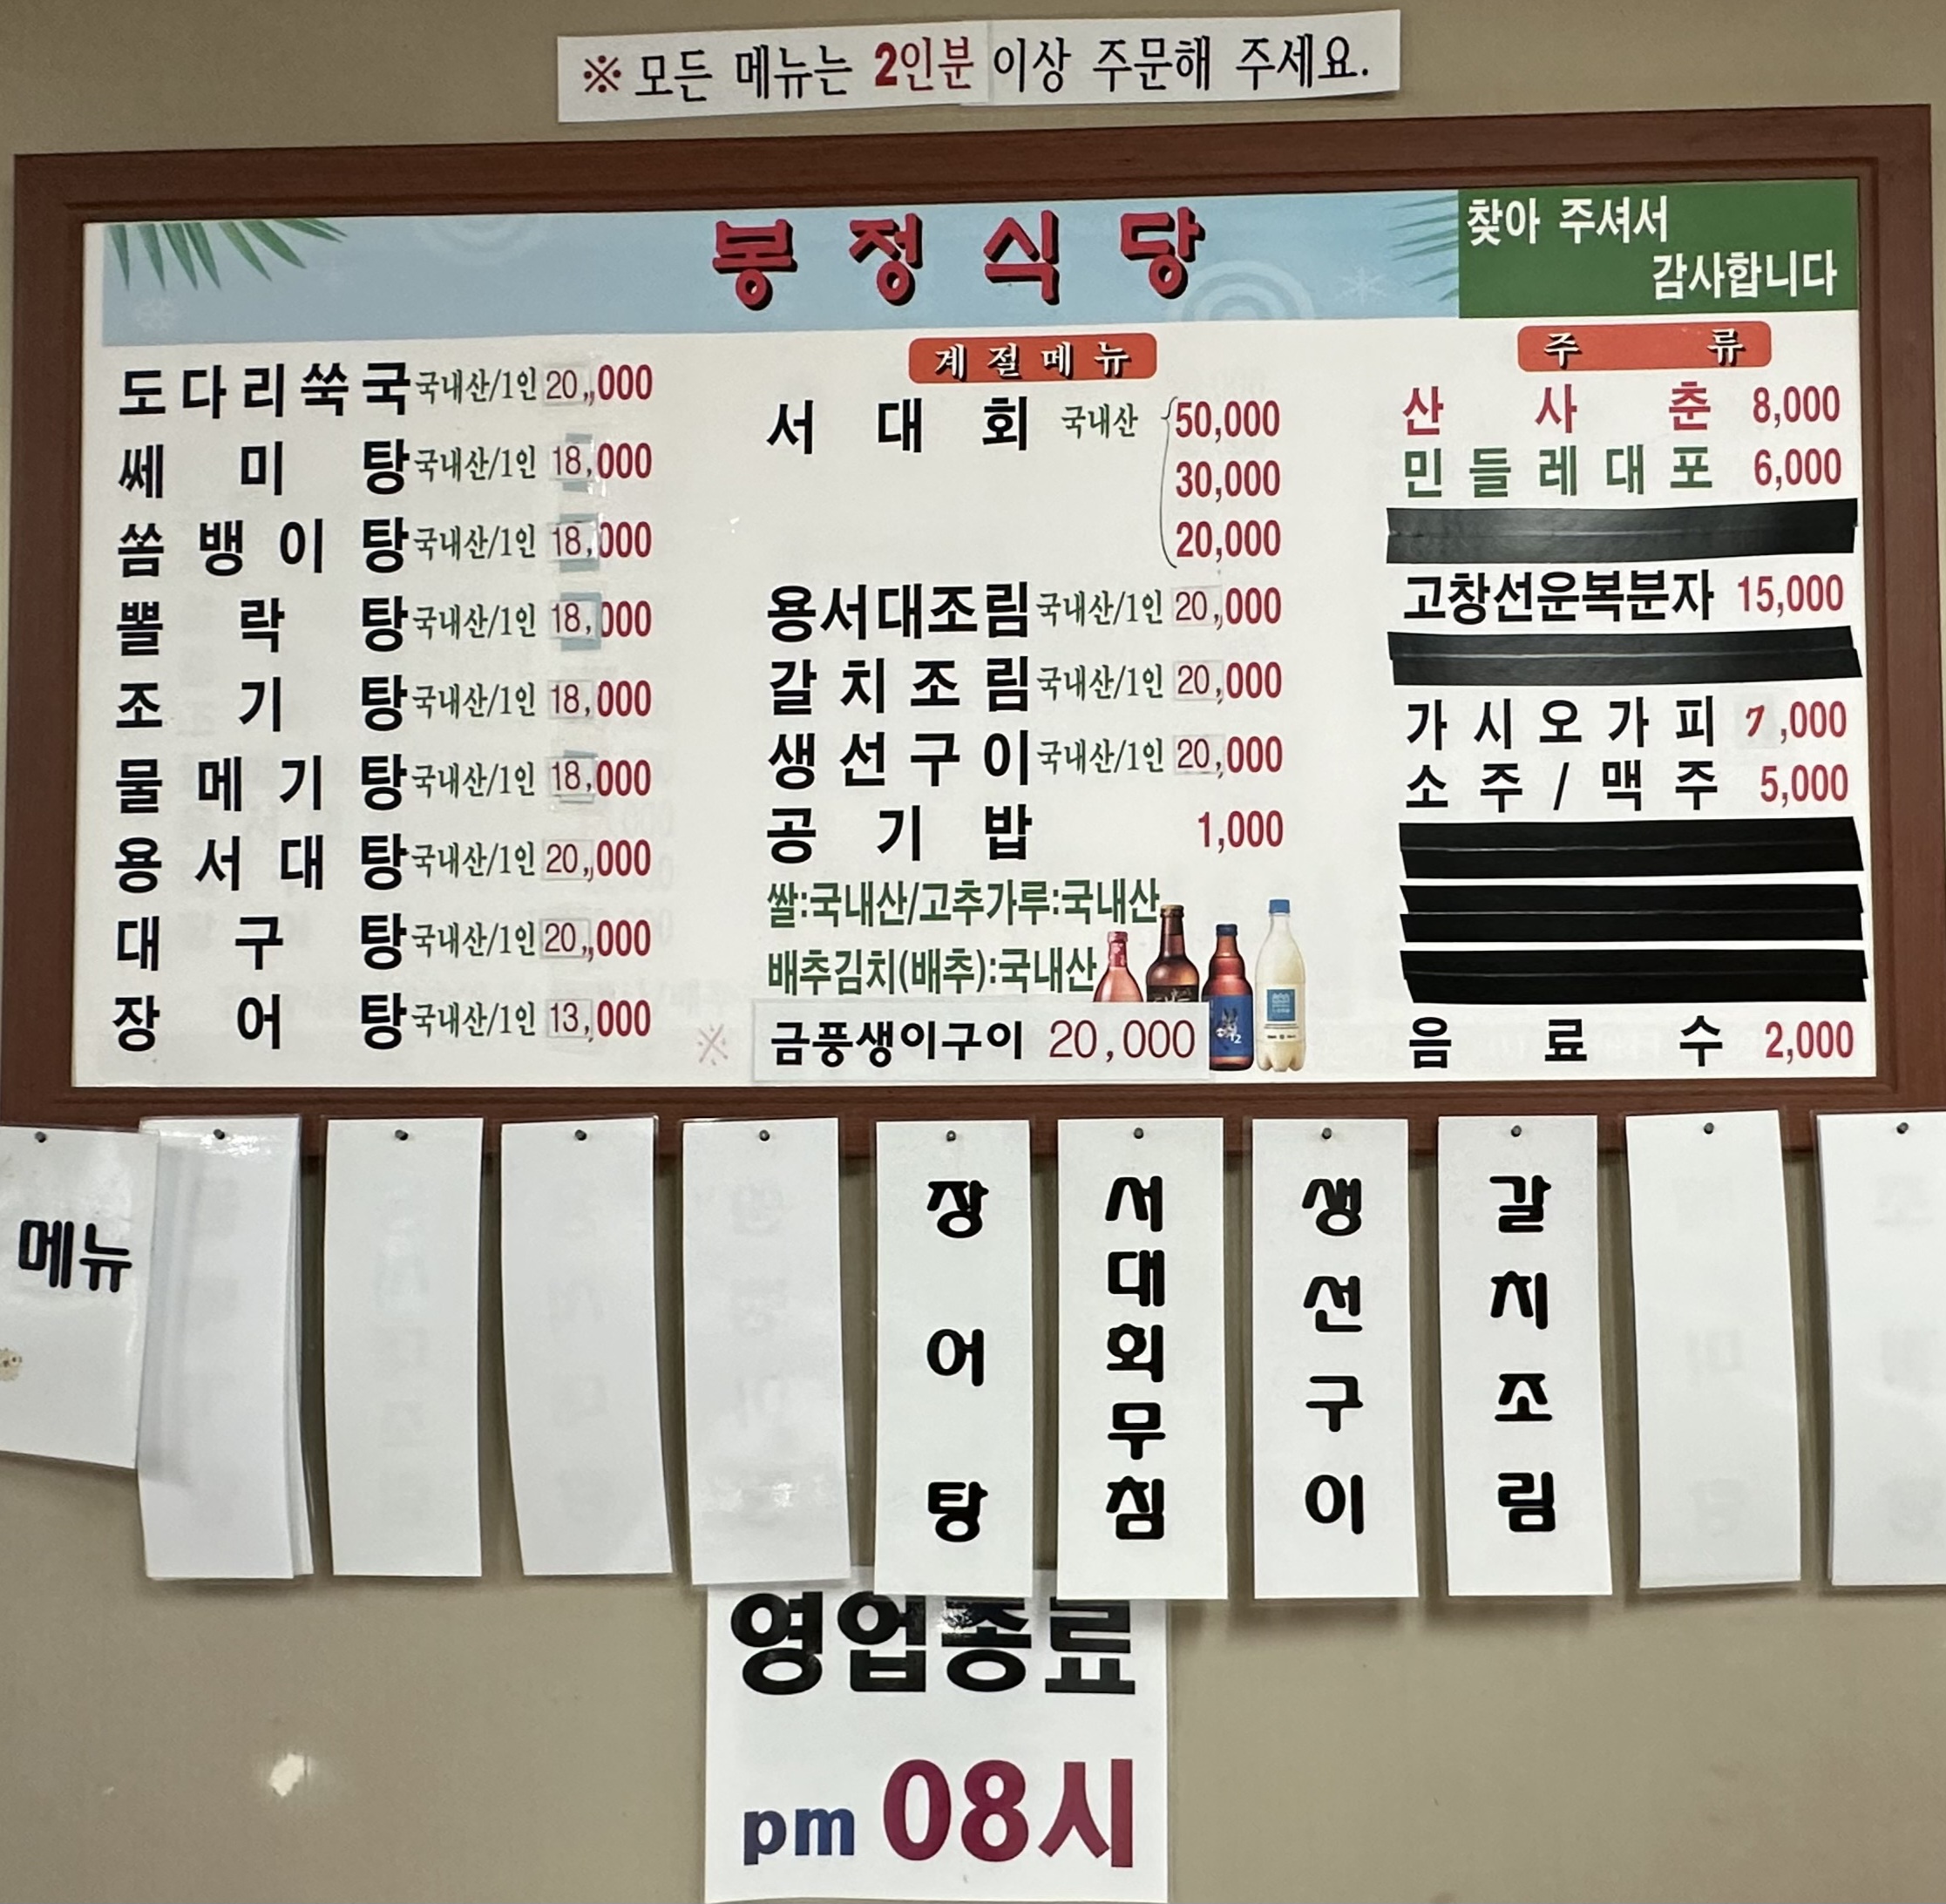 ※ 모든 메뉴는 2인분 이상 주문해 주세요.
봉정식당
찾아 주셔서
감사합니다
도다리쑥국 국내산/1인 20,000
쎄미탕 국내산/1인 18,000
쏨뱅이탕 국내산/1인 18,000
뽈락탕 국내산/1인 18,000
조기탕 국내산/1인 18,000
물메기탕 국내산/1인 18,000
용서대탕 국내산/1인 20,000
대구탕 국내산/1인 20,000
장어탕 국내산/1인 13,000
계절메뉴
서대회 국내산 50,000
30,000
20,000
용서대조림 국내산/1인 20,000
갈치조림 국내산/1인 20,000
생선구이 국내산/1인 20,000
공기밥 1,000
쌀:국내산/고추가루:국내산
배추김치(배추):국내산
※ 금풍생이구이 20,000
주류
산사춘 8,000
민들레대포 6,000
고창선운복분자 15,000
가시오가피 7,000
소주/맥주 5,000
음료수 2,000
메뉴
장어탕
서대회무침
생선구이
갈치조림
영업종료
pm 08시